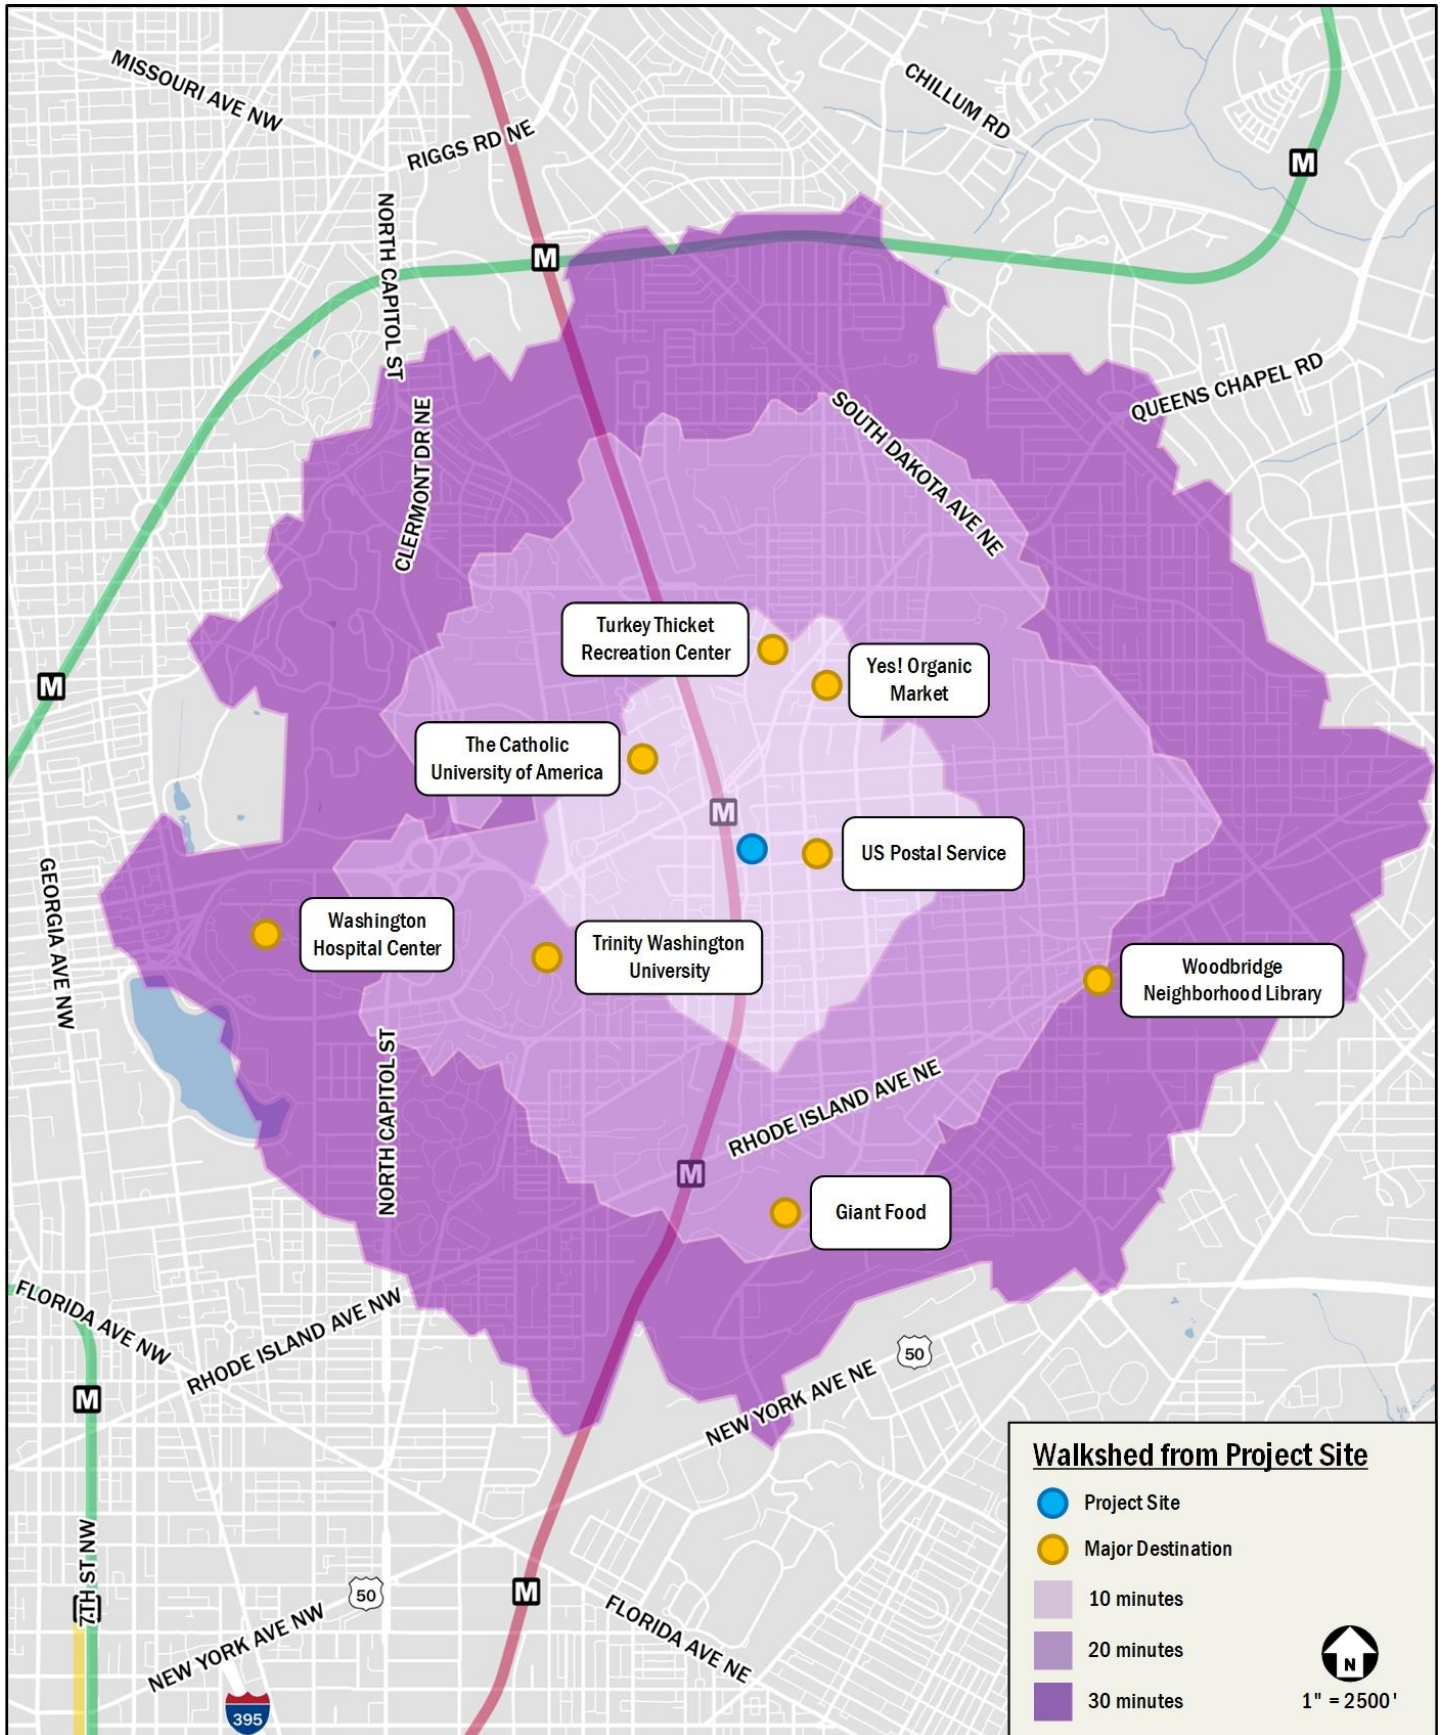 MISSOURI AVE NW
CHILLUM RD
RIGGS RD NE
M
NORTH CAPITOL ST
M
QUEENS CHAPEL RD
SOUTH DAKOTA AVE NE
CLERMONT DR NE
Turkey Thicket
Recreation Center
Yes! Organic
Market
M
The Catholic
University of America
M
US Postal Service
GEORGIA AVE NW
Washington
Hospital Center
Trinity Washington
University
Woodbridge
Neighborhood Library
NORTH CAPITOL ST
RHODE ISLAND AVE NE
M
Giant Food
FLORIDA AVE NW
RHODE ISLAND AVE NW
50
NEW YORK AVE NE
M
7TH ST NW
50
M
FLORIDA AVE NE
NEW YORK AVE NW
395
Walkshed from Project Site
Project Site
Major Destination
10 minutes
20 minutes
30 minutes
N
1" = 2500'